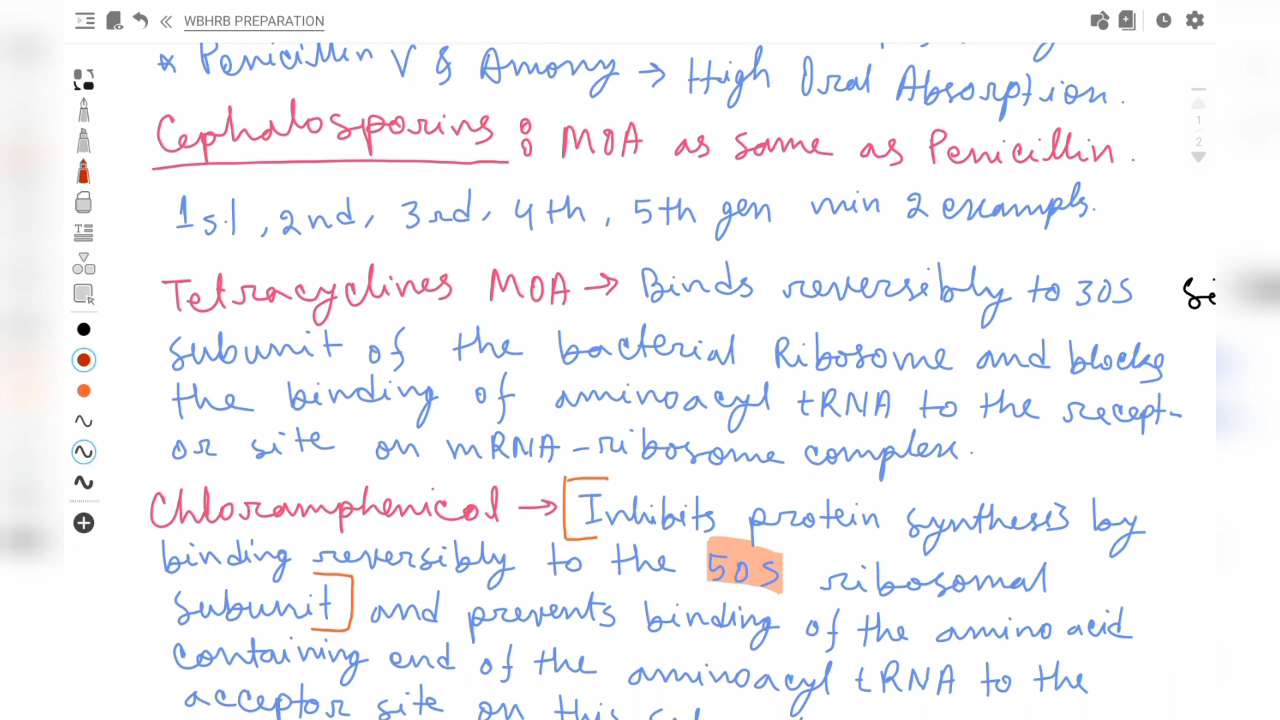 WBHRB PREPARATION
* Penicillin V & Amoxy → High Oral Absorption.
Cephalosporins : MOA as same as Penicillin.
1st, 2nd, 3rd, 4th, 5th gen min 2 exampls.
Tetracyclines MOA → Binds reversibly to 30S
subunit of the bacterial Ribosome and blocks
the binding of aminoacyl tRNA to the recept-
or site on mRNA-ribosome complex.
Chloramphenicol → [Inhibits protein synthesis by
binding reversibly to the 50S ribosomal
subunit] and prevents binding of the amino acid
containing end of the aminoacyl tRNA to the
acceptor site on this
1
2